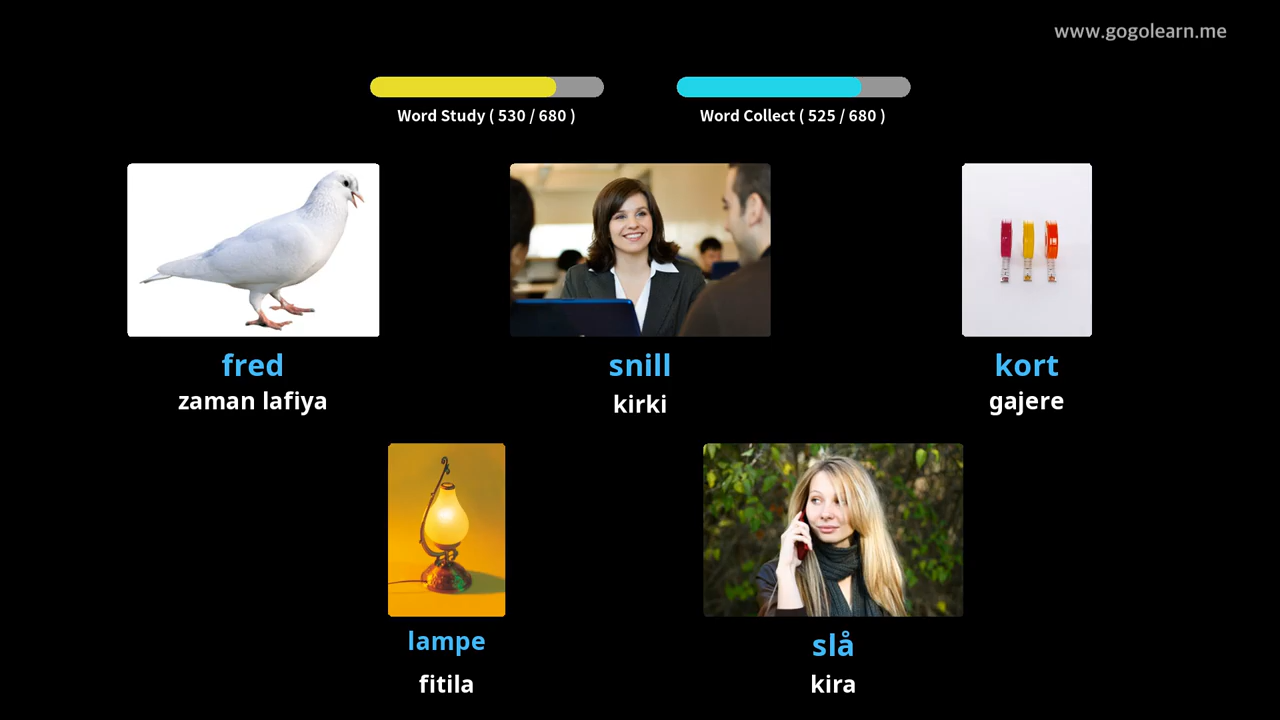 www.gogolearn.me
Word Study ( 530 / 680 )
Word Collect ( 525 / 680 )
fred
zaman lafiya
snill
kirki
kort
gajere
lampe
fitila
slå
kira